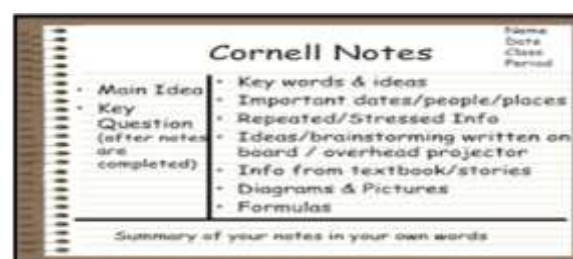 Name
Date
Class
Period
Cornell Notes
• Main Idea
• Key
Question
(after notes
are
completed)
• Key words & ideas
• Important dates/people/places
• Repeated/Stressed Info
• Ideas/brainstorming written on
board / overhead projector
• Info from textbook/stories
• Diagrams & Pictures
• Formulas
Summary of your notes in your own words